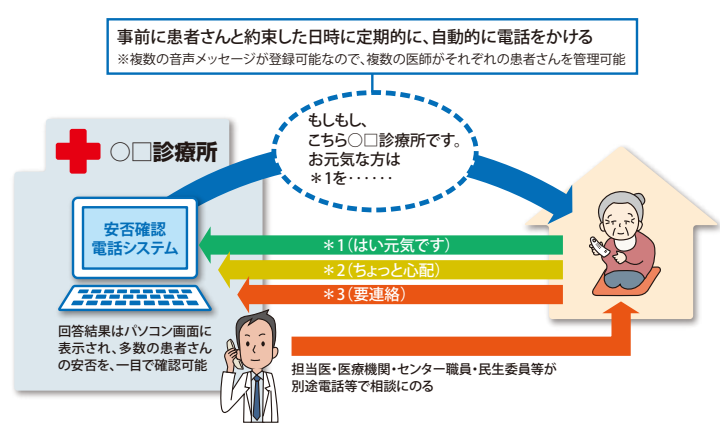 事前に患者さんと約束した日時に定期的に、自動的に電話をかける
※複数の音声メッセージが登録可能なので、複数の医師がそれぞれの患者さんを管理可能
もしもし、
こちら○□診療所です。
お元気な方は
＊1を‥‥‥
○□診療所
安否確認
電話システム
＊1（はい元気です）
＊2（ちょっと心配）
＊3（要連絡）
回答結果はパソコン画面に
表示され、多数の患者さん
の安否を、一目で確認可能
担当医・医療機関・センター職員・民生委員等が
別途電話等で相談にのる